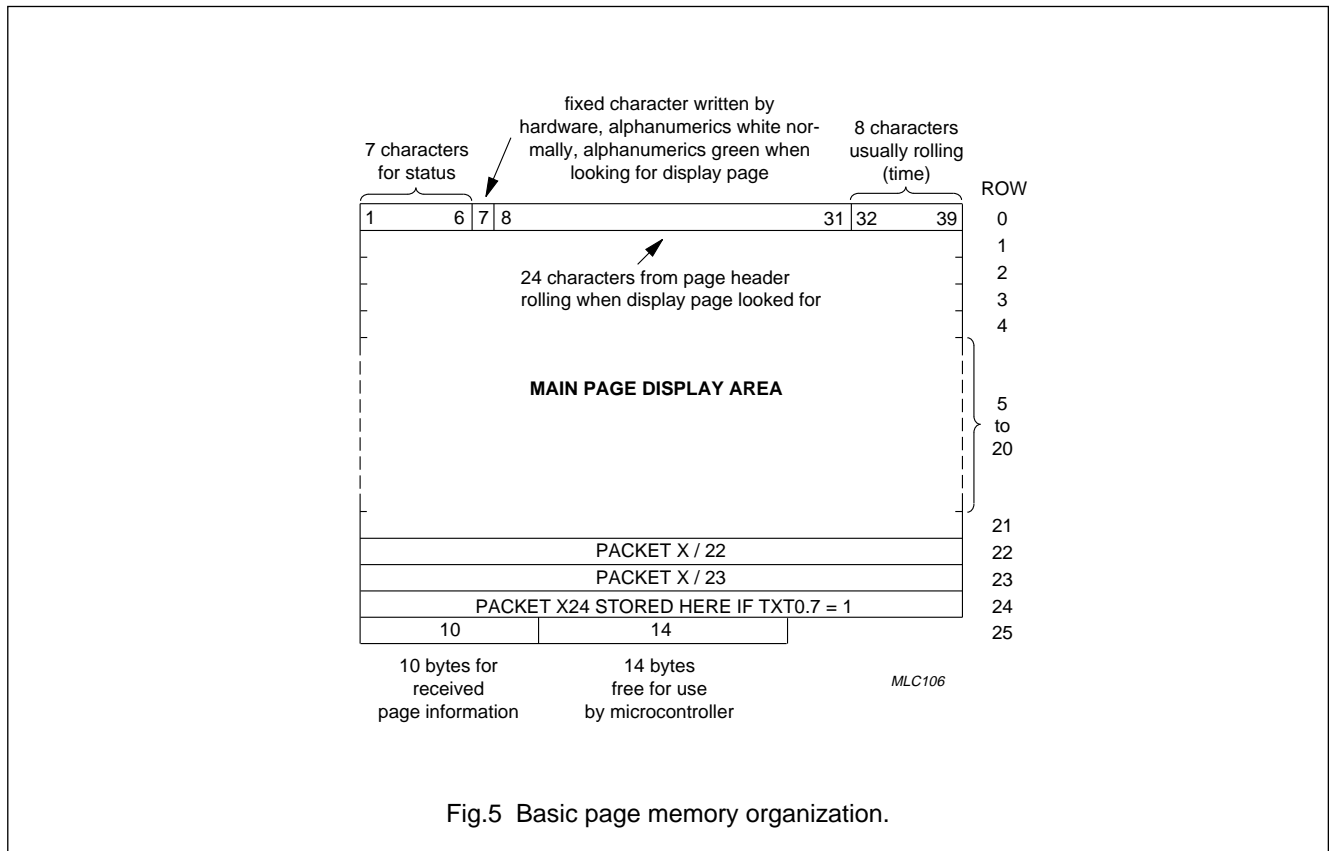 fixed character written by
hardware, alphanumerics white nor-
mally, alphanumerics green when
looking for display page
7 characters
for status
8 characters
usually rolling
(time)
ROW
1 6 7 8 31 32 39 0
1
24 characters from page header
rolling when display page looked for
2
3
4
MAIN PAGE DISPLAY AREA
5
to
20
21
PACKET X / 22 22
PACKET X / 23 23
PACKET X24 STORED HERE IF TXT0.7 = 1 24
10 14 25
10 bytes for
received
page information
14 bytes
free for use
by microcontroller
MLC106
Fig.5 Basic page memory organization.